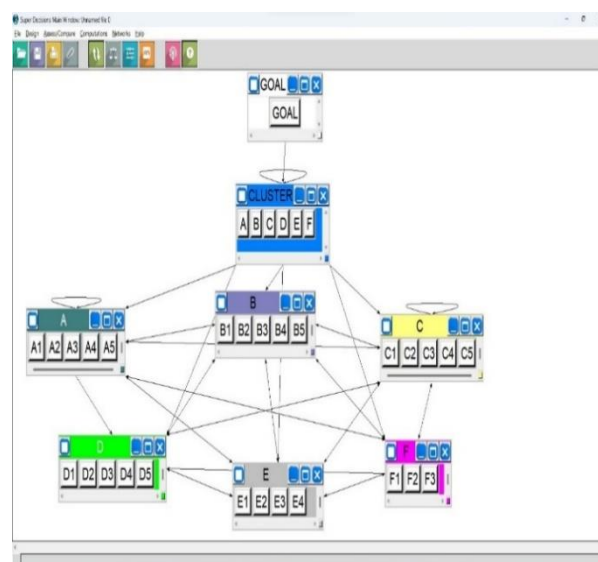 Super Decisions Main Window: Unnamed file 0
File Design Assess/Compare Computations Networks Help
GOAL
GOAL
CLUSTER
A B C D E F
A
A1 A2 A3 A4 A5
B
B1 B2 B3 B4 B5
C
C1 C2 C3 C4 C5
D
D1 D2 D3 D4 D5
E
E1 E2 E3 E4
F
F1 F2 F3